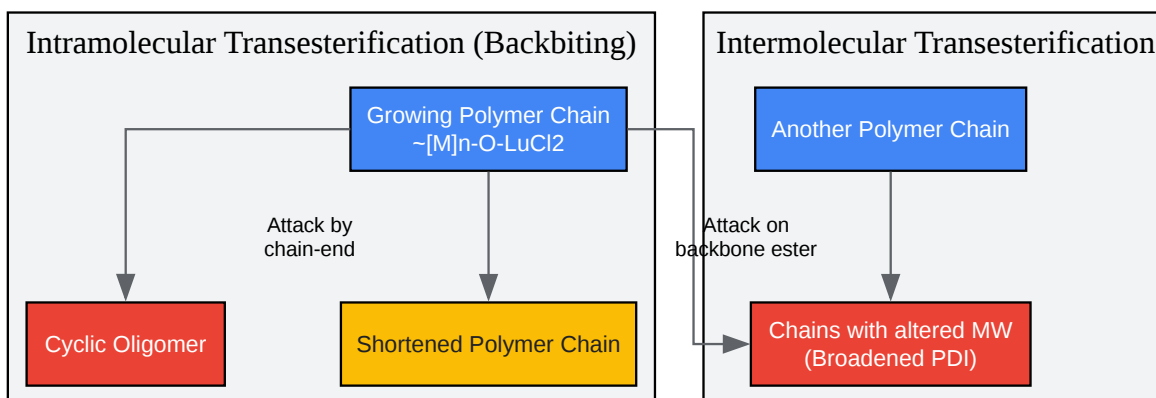 Intramolecular Transesterification (Backbiting)
Growing Polymer Chain
~[M]n-O-LuCl2
Attack by
chain-end
Cyclic Oligomer
Shortened Polymer Chain
Intermolecular Transesterification
Another Polymer Chain
Attack on
backbone ester
Chains with altered MW
(Broadened PDI)